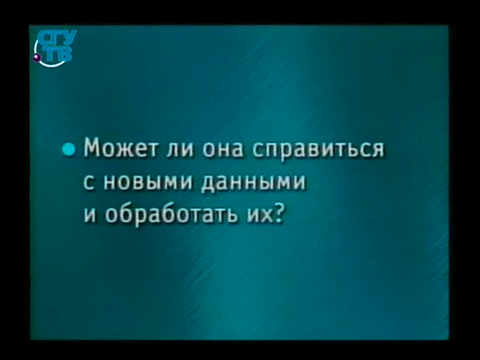 СГУ
ТВ
Может ли она справиться
с новыми данными
и обработать их?